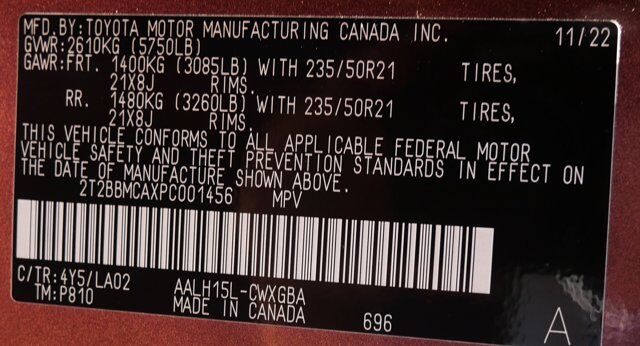 MFD.BY:TOYOTA MOTOR MANUFACTURING CANADA INC. 11/22
GVWR:2610KG (5750LB)
GAWR:FRT. 1400KG (3085LB) WITH 235/50R21 TIRES,
21X8J RIMS.
RR. 1480KG (3260LB) WITH 235/50R21 TIRES,
21X8J RIMS.
THIS VEHICLE CONFORMS TO ALL APPLICABLE FEDERAL MOTOR
VEHICLE SAFETY AND THEFT PREVENTION STANDARDS IN EFFECT ON
THE DATE OF MANUFACTURE SHOWN ABOVE.
2T2BBMCAXPC001456 MPV
C/TR:4Y5/LA02 AALH15L-CWXGBA
TM:P810 MADE IN CANADA 696 A